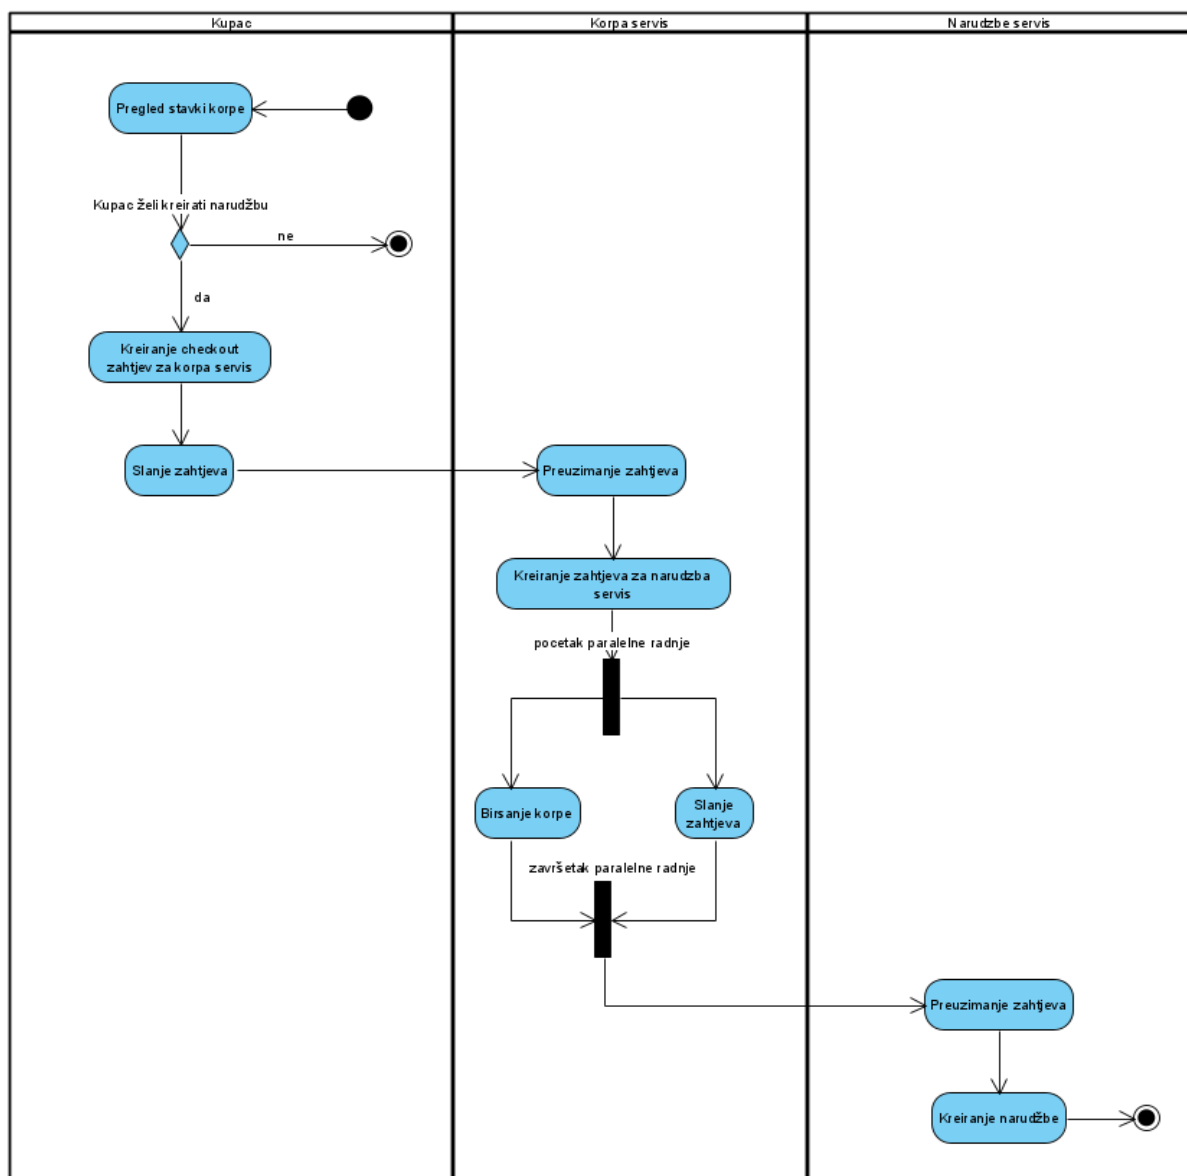 Kupac
Korpa servis
Narudzbe servis
Pregled stavki korpe
Kupac želi kreirati narudžbu
ne
da
Kreiranje checkout
zahtjev za korpa servis
Slanje zahtjeva
Preuzimanje zahtjeva
Kreiranje zahtjeva za narudzba
servis
pocetak paralelne radnje
Birsanje korpe
Slanje
zahtjeva
završetak paralelne radnje
Preuzimanje zahtjeva
Kreiranje narudžbe